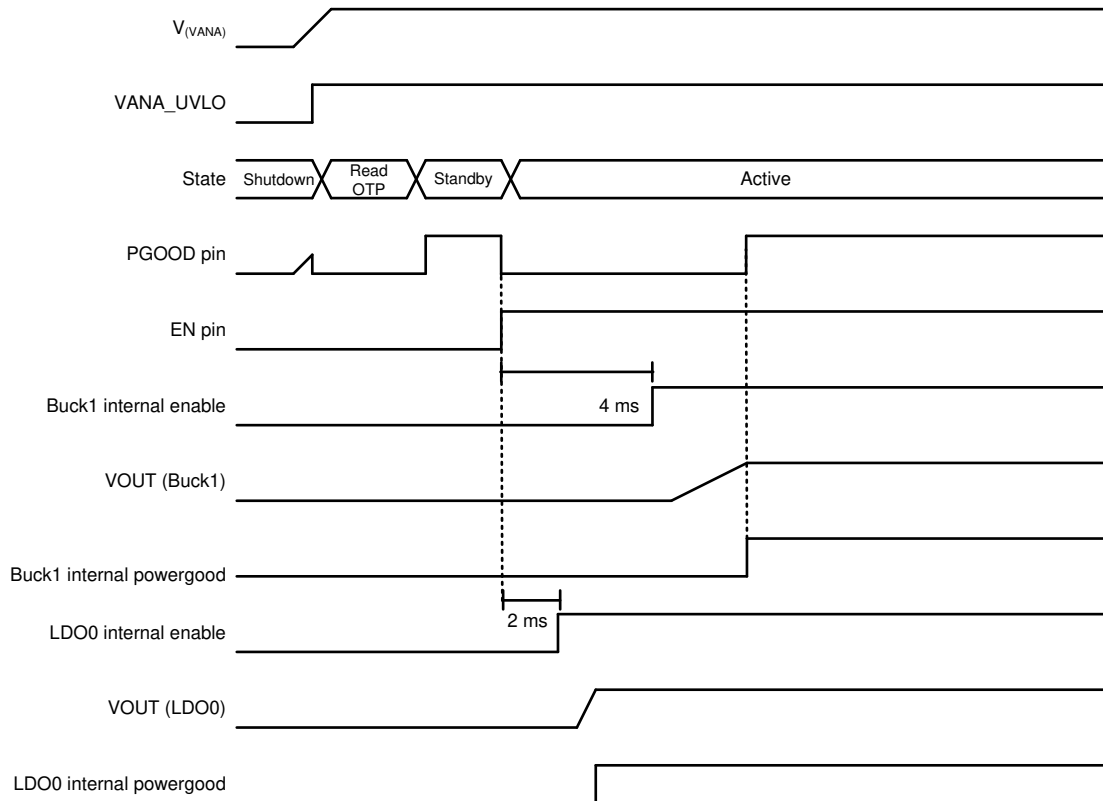 V(VANA)
VANA_UVLO
State
Shutdown
Read
OTP
Standby
Active
PGOOD pin
EN pin
Buck1 internal enable
4 ms
VOUT (Buck1)
Buck1 internal powergood
2 ms
LDO0 internal enable
VOUT (LDO0)
LDO0 internal powergood